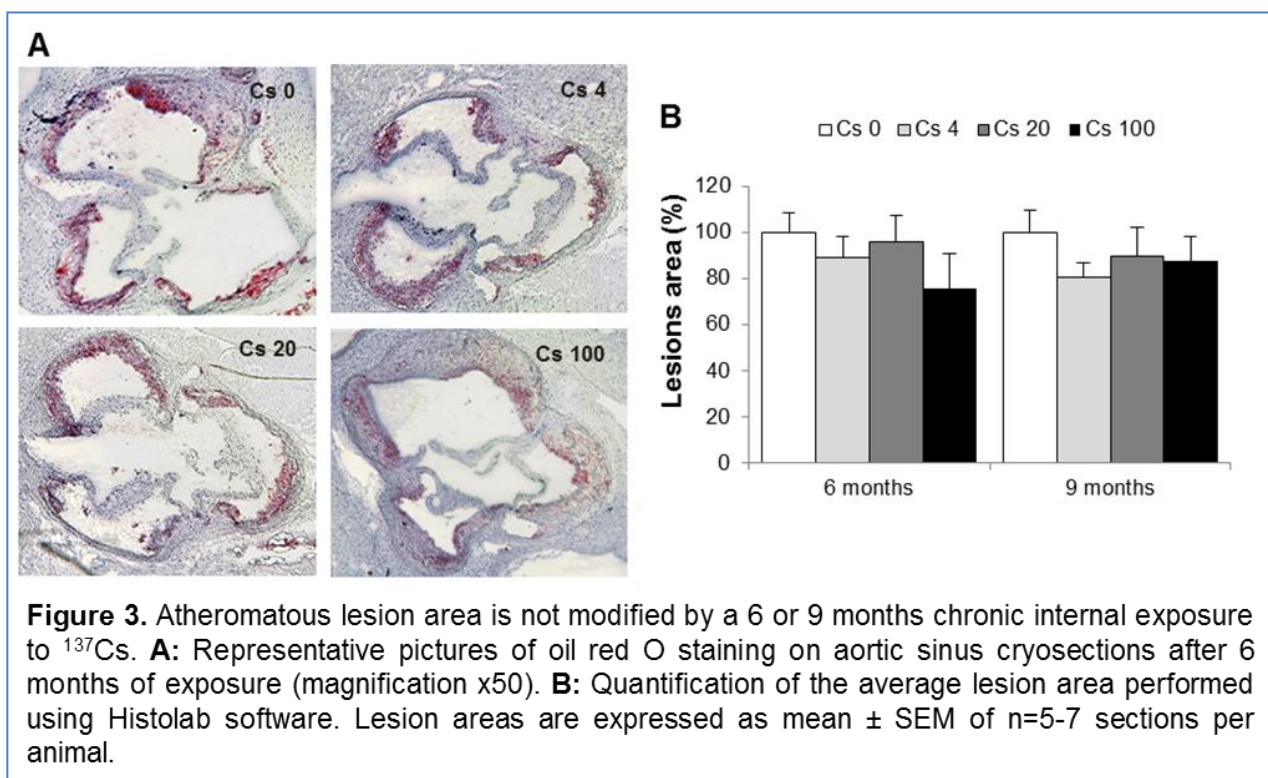 A
Cs 0
Cs 4
Cs 20
Cs 100
B
Cs 0 Cs 4 Cs 20 Cs 100
Lesions area (%)
120
100
80
60
40
20
0
6 months 9 months
Figure 3. Atheromatous lesion area is not modified by a 6 or 9 months chronic internal exposure
to ¹³⁷Cs. A: Representative pictures of oil red O staining on aortic sinus cryosections after 6
months of exposure (magnification x50). B: Quantification of the average lesion area performed
using Histolab software. Lesion areas are expressed as mean ± SEM of n=5-7 sections per
animal.